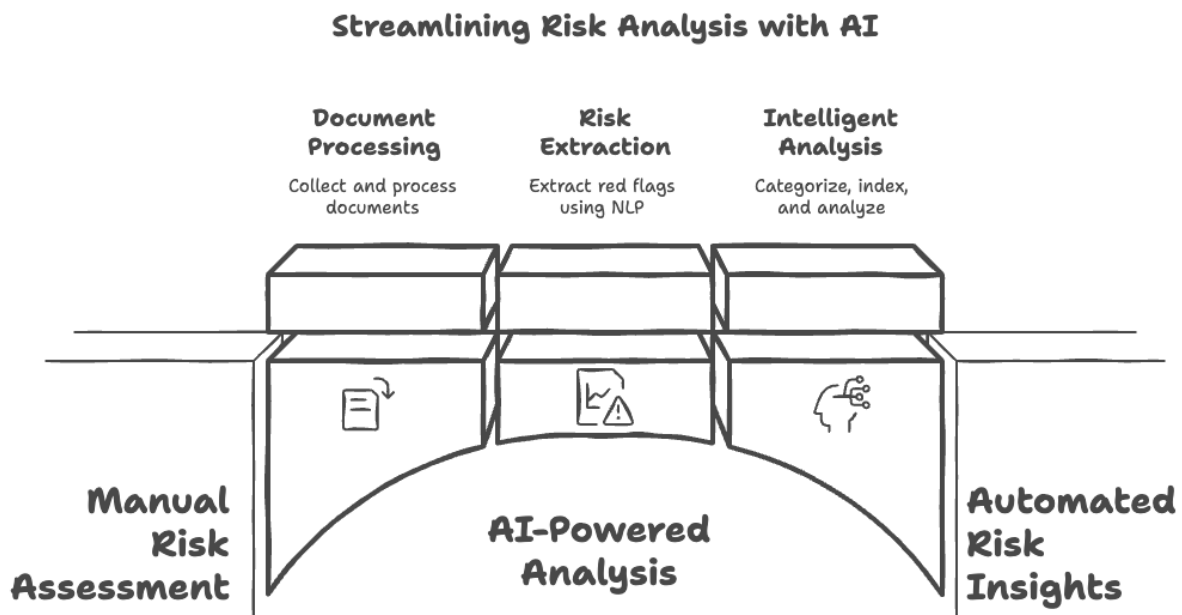 Streamlining Risk Analysis with AI
Document
Processing
Collect and process
documents
Risk
Extraction
Extract red flags
using NLP
Intelligent
Analysis
Categorize, index,
and analyze
Manual
Risk
Assessment
AI-Powered
Analysis
Automated
Risk
Insights